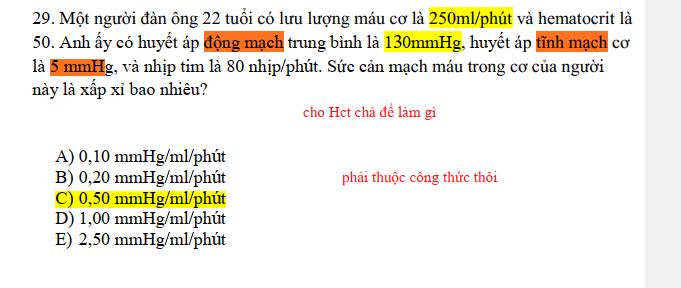 29. Một người đàn ông 22 tuổi có lưu lượng máu cơ là 250ml/phút và hematocrit là
50. Anh ấy có huyết áp động mạch trung bình là 130mmHg, huyết áp tĩnh mạch cơ
là 5 mmHg, và nhịp tim là 80 nhịp/phút. Sức cản mạch máu trong cơ của người
này là xấp xỉ bao nhiêu?
cho Hct chả để làm gì
A) 0,10 mmHg/ml/phút
B) 0,20 mmHg/ml/phút
phải thuộc công thức thôi
C) 0,50 mmHg/ml/phút
D) 1,00 mmHg/ml/phút
E) 2,50 mmHg/ml/phút